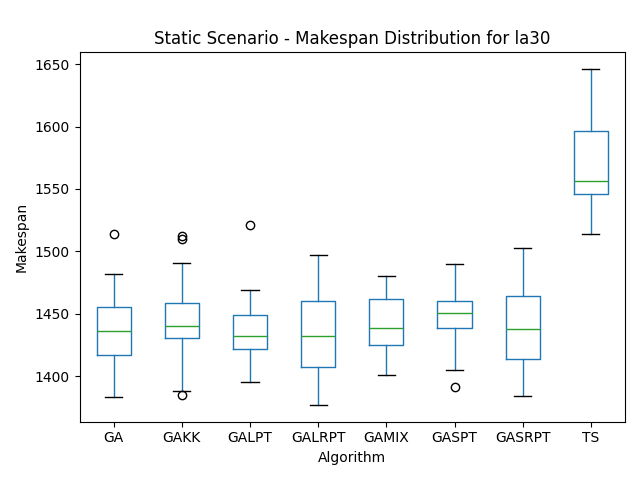 Static Scenario - Makespan Distribution for la30
1650
1600
1550
1500
1450
1400
Makespan
GA GAKK GALPT GALRPT GAMIX GASPT GASRPT TS
Algorithm